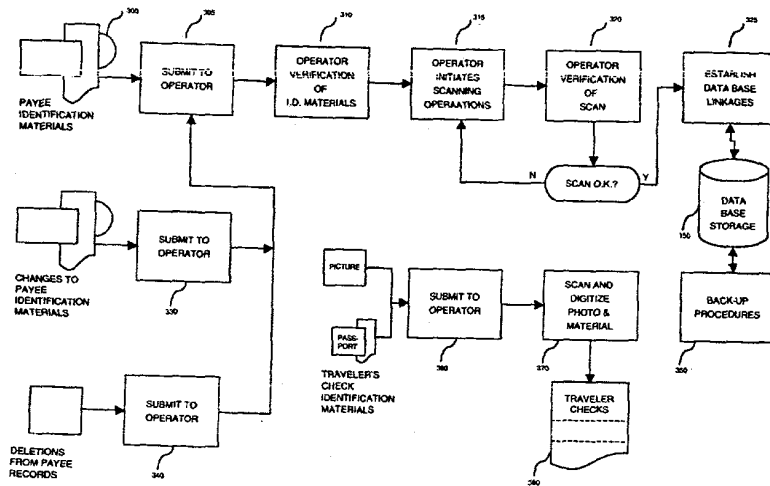 300
305
310
315
320
325
SUBMIT TO
OPERATOR
OPERATOR
VERIFICATION
OF
I.D. MATERIALS
OPERATOR
INITIATES
SCANNING
OPERAATIONS
OPERATOR
VERIFICATION
OF
SCAN
ESTABLISH
DATA BASE
LINKAGES
PAYEE
IDENTIFICATION
MATERIALS
N
SCAN O.K.?
Y
150
DATA
BASE
STORAGE
SUBMIT TO
OPERATOR
330
CHANGES TO
PAYEE
IDENTIFICATION
MATERIALS
PICTURE
PASS-
PORT
TRAVELER'S
CHECK
IDENTIFICATION
MATERIALS
SUBMIT TO
OPERATOR
360
SCAN AND
DIGITIZE
PHOTO &
MATERIAL
370
BACK-UP
PROCEDURES
350
SUBMIT TO
OPERATOR
340
DELETIONS
FROM PAYEE
RECORDS
TRAVELER
CHECKS